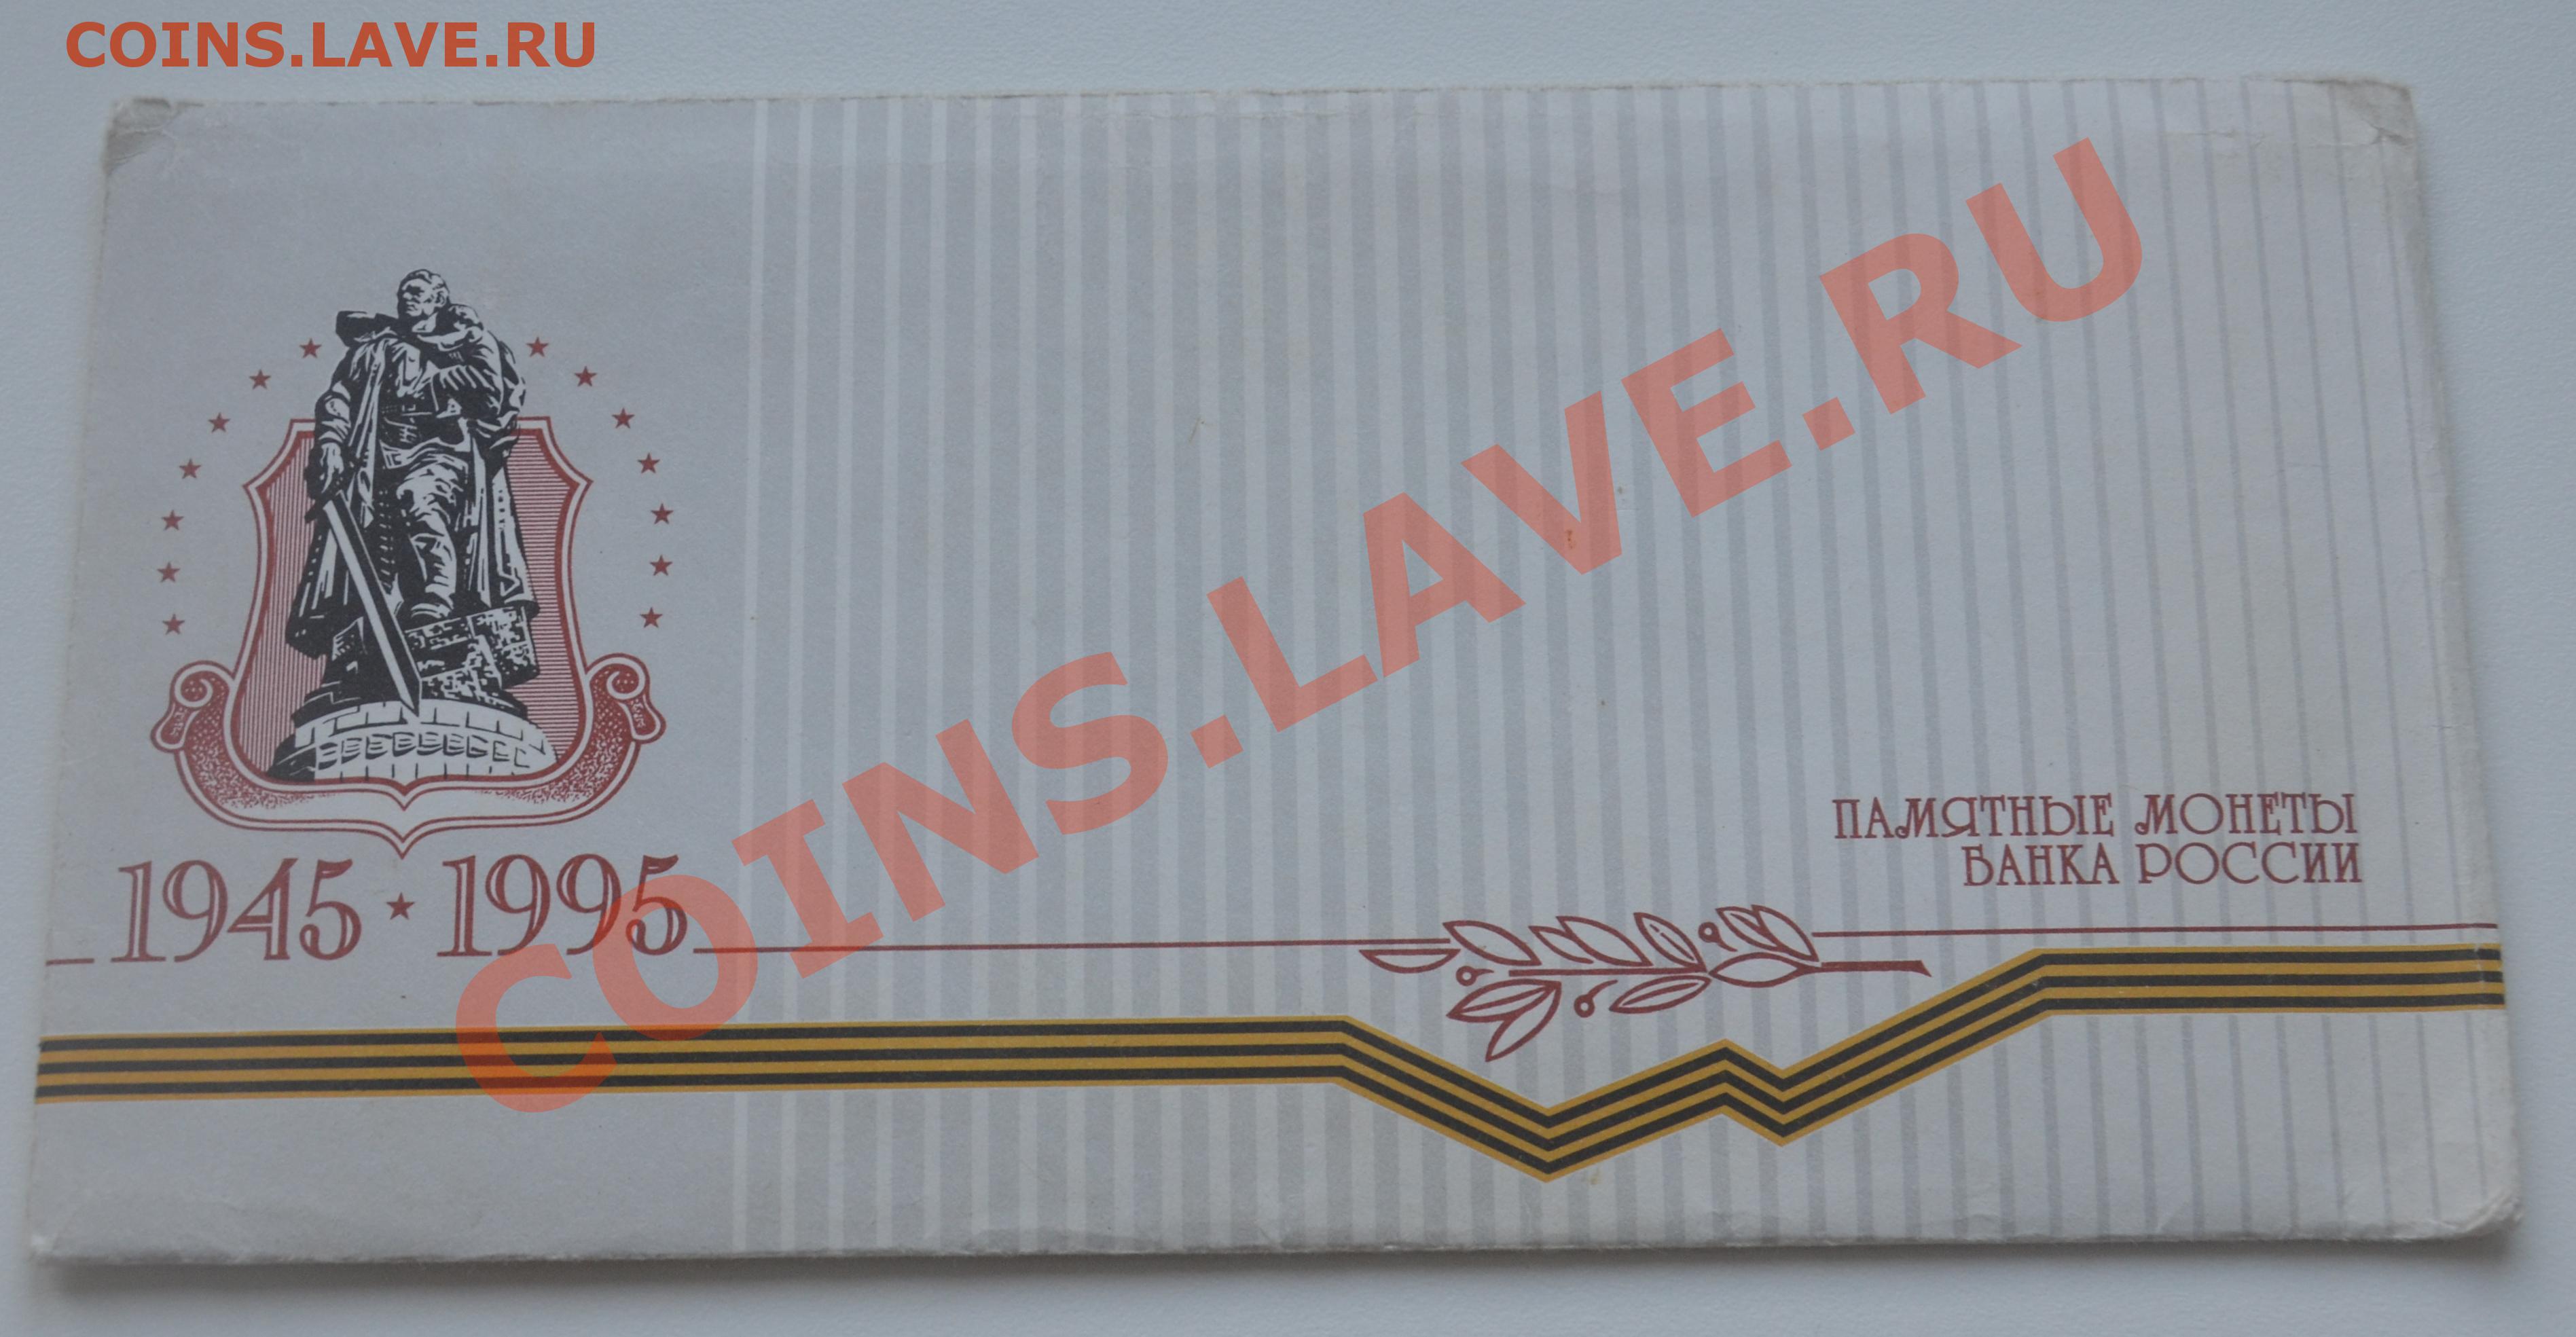 COINS.LAVE.RU
COINS.LAVE.RU
ПАМЯТНЫЕ МОНЕТЫ
БАНКА РОССИИ
1945 ★ 1995